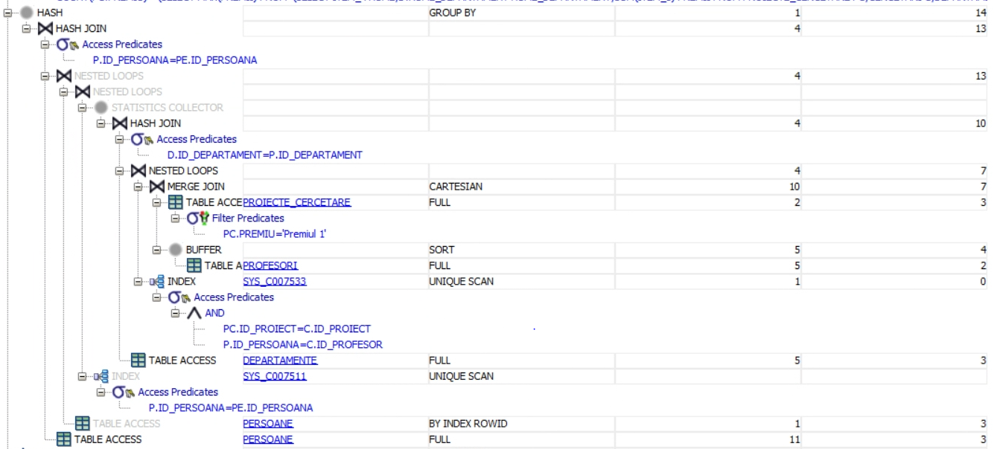 HASH GROUP BY 1 14
HASH JOIN 4 13
Access Predicates
P.ID_PERSOANA=PE.ID_PERSOANA
NESTED LOOPS 4 13
NESTED LOOPS
STATISTICS COLLECTOR
HASH JOIN 4 10
Access Predicates
D.ID_DEPARTAMENT=P.ID_DEPARTAMENT
NESTED LOOPS 4 7
MERGE JOIN CARTESIAN 10 7
TABLE ACCE PROIECTE_CERCETARE FULL 2 3
Filter Predicates
PC.PREMIU='Premiul 1'
BUFFER SORT 5 4
TABLE A PROFESORI FULL 5 2
INDEX SYS_C007533 UNIQUE SCAN 1 0
Access Predicates
AND
PC.ID_PROIECT=C.ID_PROIECT
P.ID_PERSOANA=C.ID_PROFESOR
TABLE ACCESS DEPARTAMENTE FULL 5 3
INDEX SYS_C007511 UNIQUE SCAN
Access Predicates
P.ID_PERSOANA=PE.ID_PERSOANA
TABLE ACCESS PERSOANE BY INDEX ROWID 1 3
TABLE ACCESS PERSOANE FULL 11 3